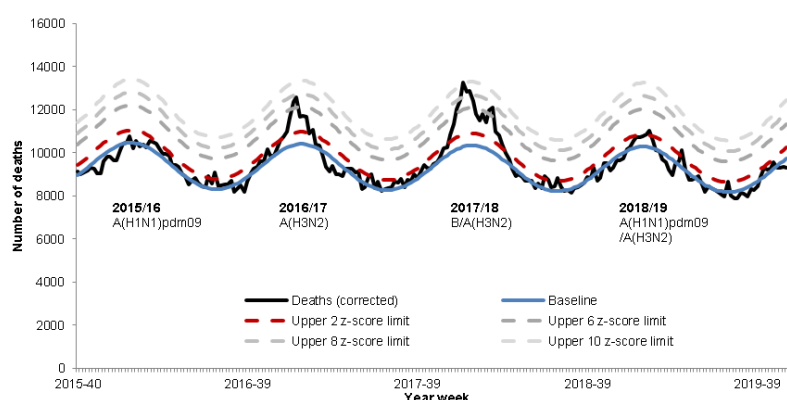 16000
14000
12000
10000
8000
6000
4000
2000
0
Number of deaths
2015/16
A(H1N1)pdm09
2016/17
A(H3N2)
2017/18
B/A(H3N2)
2018/19
A(H1N1)pdm09
/A(H3N2)
Deaths (corrected)
Baseline
Upper 2 z-score limit
Upper 6 z-score limit
Upper 8 z-score limit
Upper 10 z-score limit
2015-40
2016-39
2017-39
2018-39
2019-39
Year week